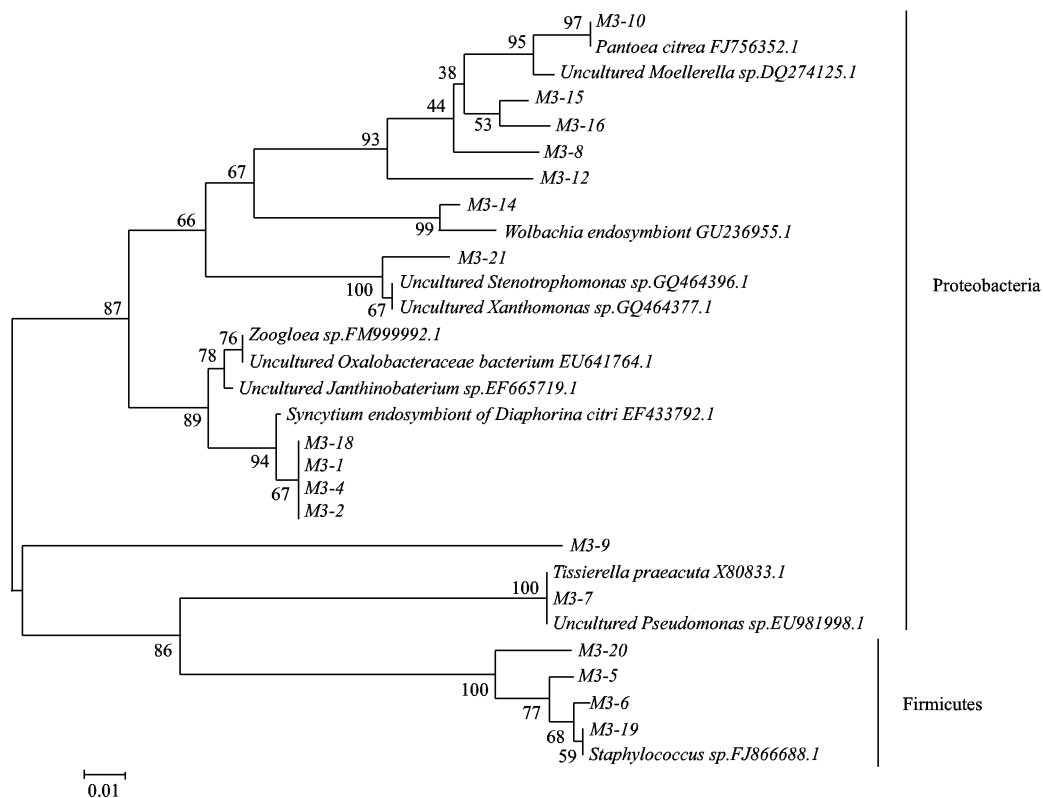 97
M3-10
Pantoea citrea FJ756352.1
95
Uncultured Moellerella sp.DQ274125.1
38
M3-15
44
53
M3-16
93
M3-8
67
M3-12
M3-14
66
99
Wolbachia endosymbiont GU236955.1
M3-21
100
Uncultured Stenotrophomonas sp.GQ464396.1
67
Uncultured Xanthomonas sp.GQ464377.1
Proteobacteria
87
76
Zoogloea sp.FM999992.1
78
Uncultured Oxalobacteraceae bacterium EU641764.1
Uncultured Janthinobaterium sp.EF665719.1
89
Syncytium endosymbiont of Diaphorina citri EF433792.1
94
M3-18
M3-1
67
M3-4
M3-2
M3-9
Tissierella praeacuta X80833.1
100
M3-7
Uncultured Pseudomonas sp.EU981998.1
86
M3-20
100
M3-5
77
M3-6
68
M3-19
59
Staphylococcus sp.FJ866688.1
Firmicutes
0.01